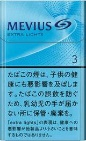 MEVIUS
EXTRA LIGHTS
3
たばこの煙は、子供の健
康にも悪影響を及ぼしま
す。たばこの誤飲を防ぐ
ため、乳幼児の手が届か
ない所に保管・廃棄を。